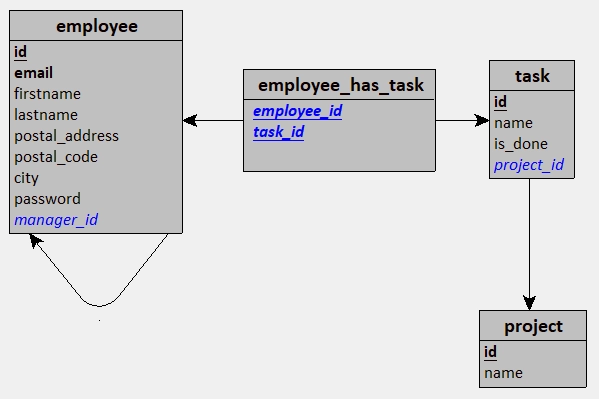 employee
id
email
firstname
lastname
postal_address
postal_code
city
password
manager_id
employee_has_task
employee_id
task_id
task
id
name
is_done
project_id
project
id
name